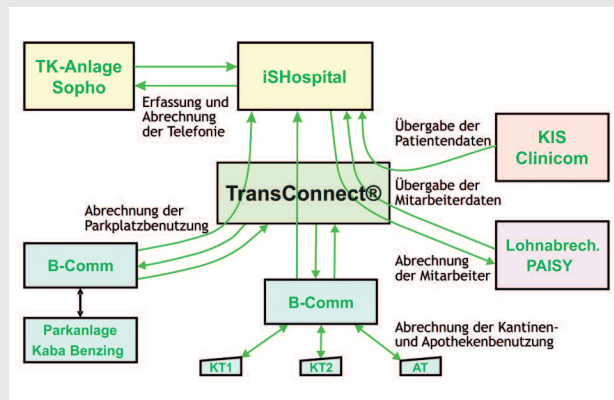 TK-Anlage
Sopho
iSHospital
Erfassung und
Abrechnung
der Telefonie
Übergabe der
Patientendaten
KIS
Clinicom
TransConnect®
Übergabe der
Mitarbeiterdaten
Abrechnung der
Parkplatzbenutzung
B-Comm
Abrechnung
der Mitarbeiter
Lohnabrech.
PAISY
B-Comm
Parkanlage
Kaba Benzing
Abrechnung der Kantinen-
und Apothekenbenutzung
KT1
KT2
AT